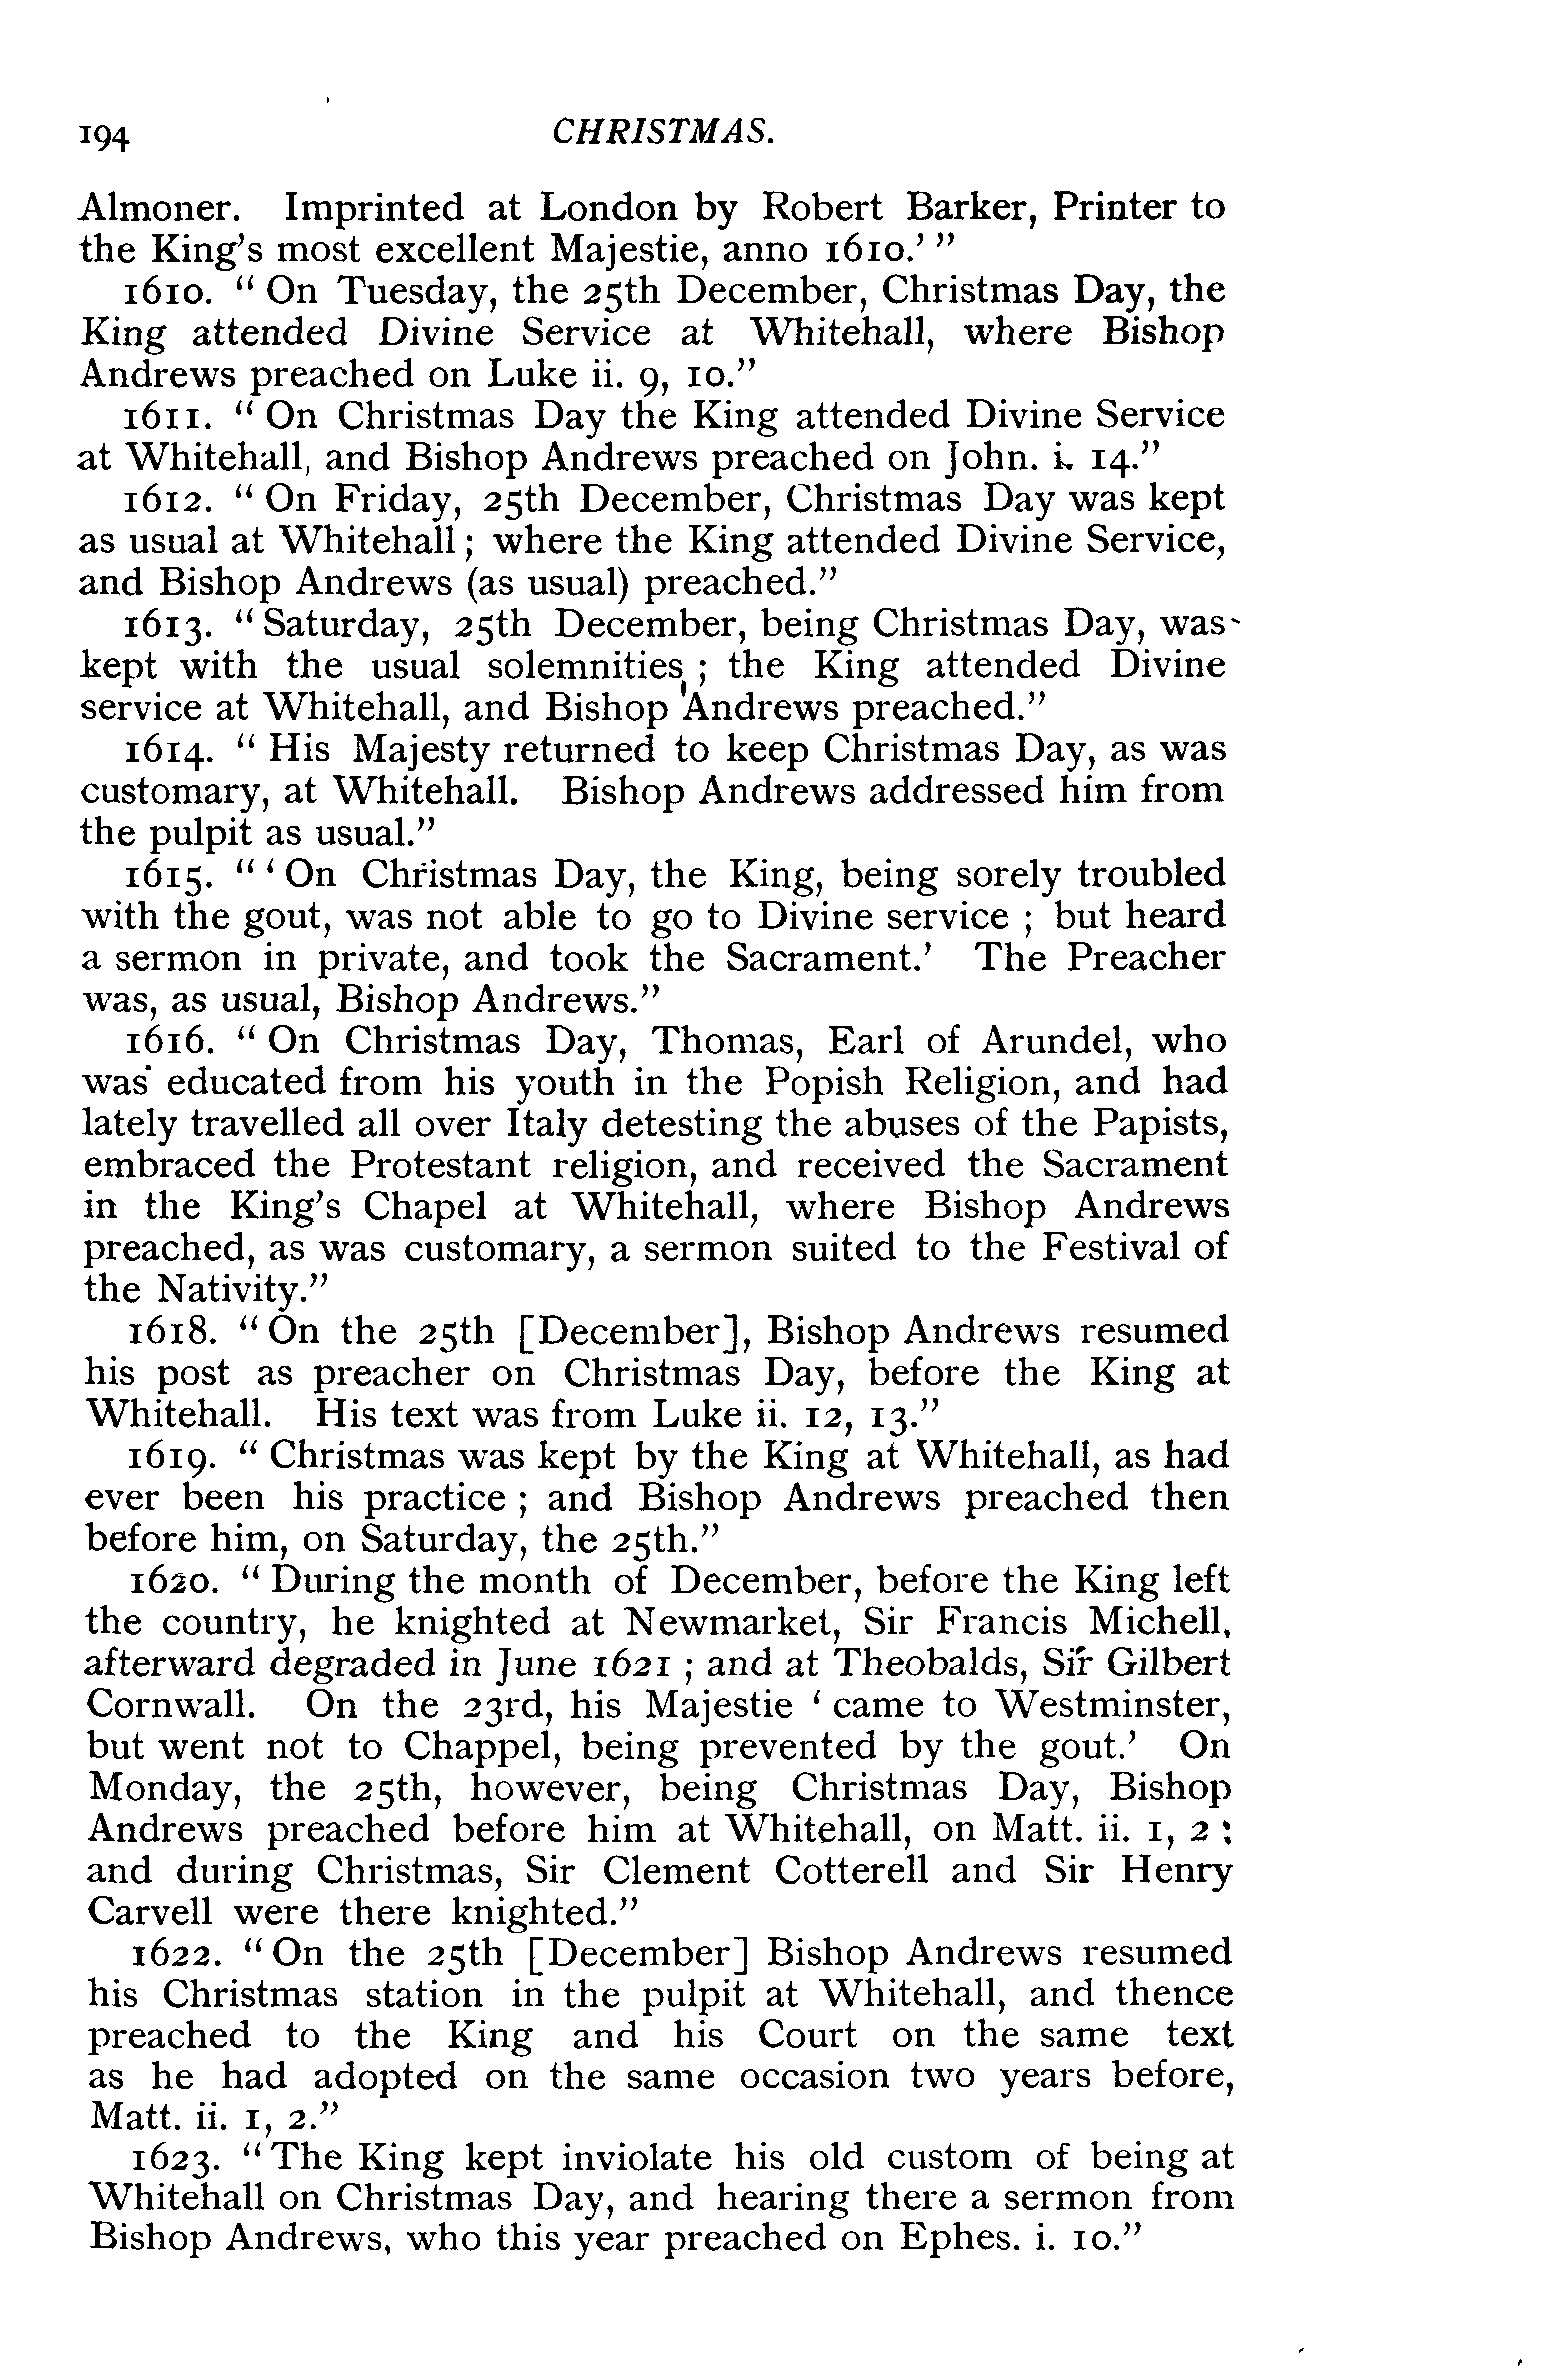 194 CHRISTMAS.
Almoner. Imprinted at London by Robert Barker, Printer to
the King's most excellent Majestie, anno 1610.' ”
1610. “ On Tuesday, the 25th December, Christmas Day, the
King attended Divine Service at Whitehall, where Bishop
Andrews preached on Luke ii. 9, 10.”
1611. “ On Christmas Day the King attended Divine Service
at Whitehall, and Bishop Andrews preached on John. i. 14.”
1612. “ On Friday, 25th December, Christmas Day was kept
as usual at Whitehall ; where the King attended Divine Service,
and Bishop Andrews (as usual) preached.”
1613. “ Saturday, 25th December, being Christmas Day, was
kept with the usual solemnities ; the King attended Divine
service at Whitehall, and Bishop Andrews preached.”
1614. “ His Majesty returned to keep Christmas Day, as was
customary, at Whitehall. Bishop Andrews addressed him from
the pulpit as usual.”
1615. “ ‘ On Christmas Day, the King, being sorely troubled
with the gout, was not able to go to Divine service ; but heard
a sermon in private, and took the Sacrament.’ The Preacher
was, as usual, Bishop Andrews.”
1616. “ On Christmas Day, Thomas, Earl of Arundel, who
was educated from his youth in the Popish Religion, and had
lately travelled all over Italy detesting the abuses of the Papists,
embraced the Protestant religion, and received the Sacrament
in the King's Chapel at Whitehall, where Bishop Andrews
preached, as was customary, a sermon suited to the Festival of
the Nativity.”
1618. “ On the 25th [December], Bishop Andrews resumed
his post as preacher on Christmas Day, before the King at
Whitehall. His text was from Luke ii. 12, 13.”
1619. “ Christmas was kept by the King at Whitehall, as had
ever been his practice ; and Bishop Andrews preached then
before him, on Saturday, the 25th.”
1620. “ During the month of December, before the King left
the country, he knighted at Newmarket, Sir Francis Michell,
afterward degraded in June 1621 ; and at Theobalds, Sir Gilbert
Cornwall. On the 23rd, his Majestie ‘ came to Westminster,
but went not to Chappel, being prevented by the gout.’ On
Monday, the 25th, however, being Christmas Day, Bishop
Andrews preached before him at Whitehall, on Matt. ii. 1, 2 ;
and during Christmas, Sir Clement Cotterell and Sir Henry
Carvell were there knighted.”
1622. “ On the 25th [December] Bishop Andrews resumed
his Christmas station in the pulpit at Whitehall, and thence
preached to the King and his Court on the same text
as he had adopted on the same occasion two years before,
Matt. ii. 1, 2.”
1623. “ The King kept inviolate his old custom of being at
Whitehall on Christmas Day, and hearing there a sermon from
Bishop Andrews, who this year preached on Ephes. i. 10.”